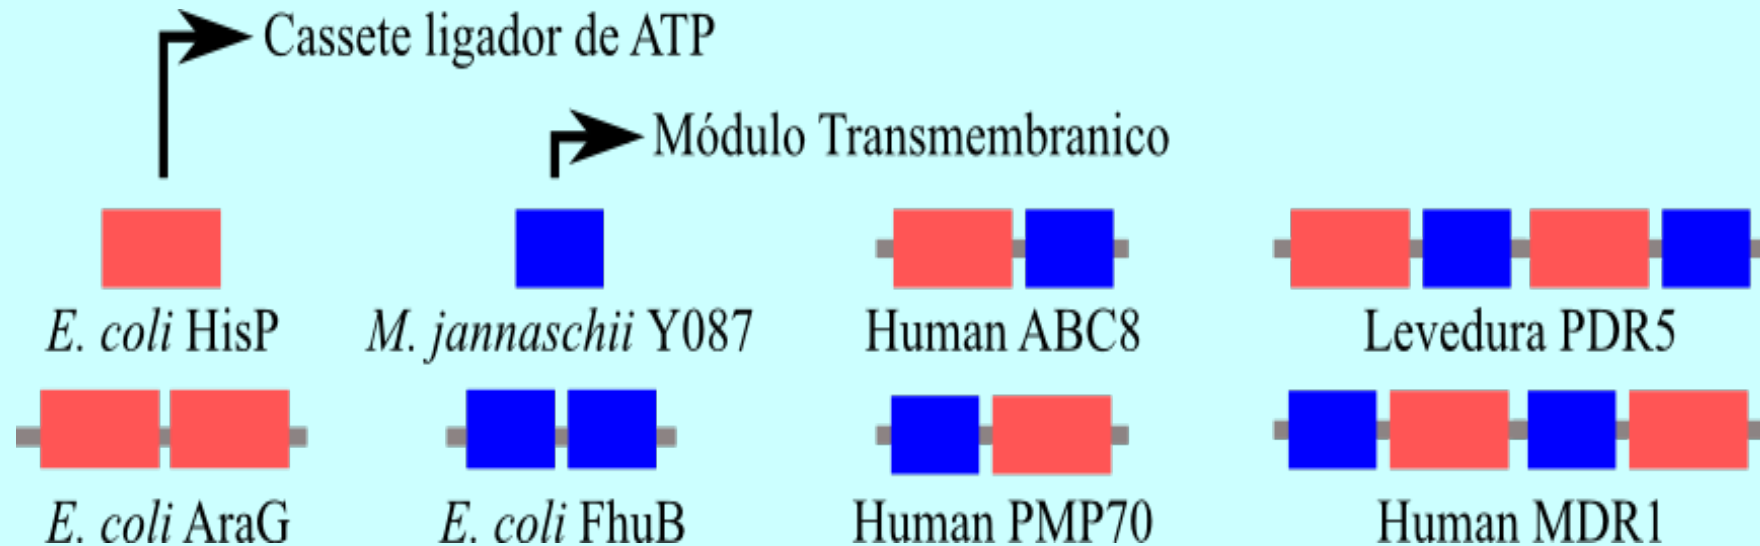 Cassete ligador de ATP
Módulo Transmembranico
E. coli HisP
M. jannaschii Y087
Human ABC8
Levedura PDR5
E. coli AraG
E. coli FhuB
Human PMP70
Human MDR1